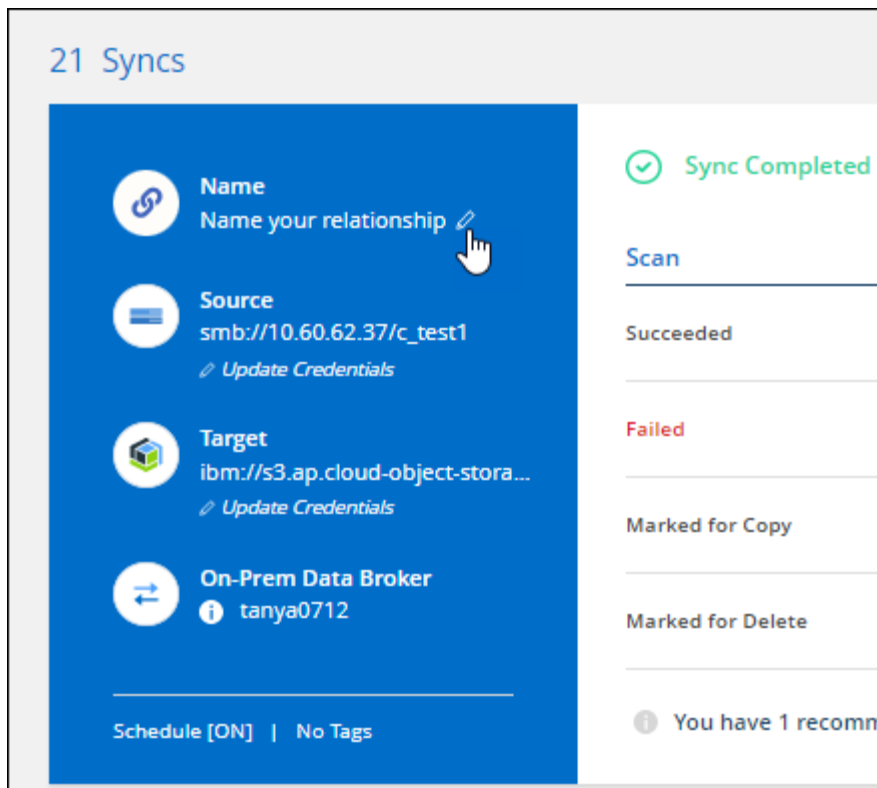 21 Syncs
Name
Name your relationship
Source
smb://10.60.62.37/c_test1
Update Credentials
Target
ibm://s3.ap.cloud-object-stora...
Update Credentials
On-Prem Data Broker
tanya0712
Schedule [ON] | No Tags
Sync Completed
Scan
Succeeded
Failed
Marked for Copy
Marked for Delete
You have 1